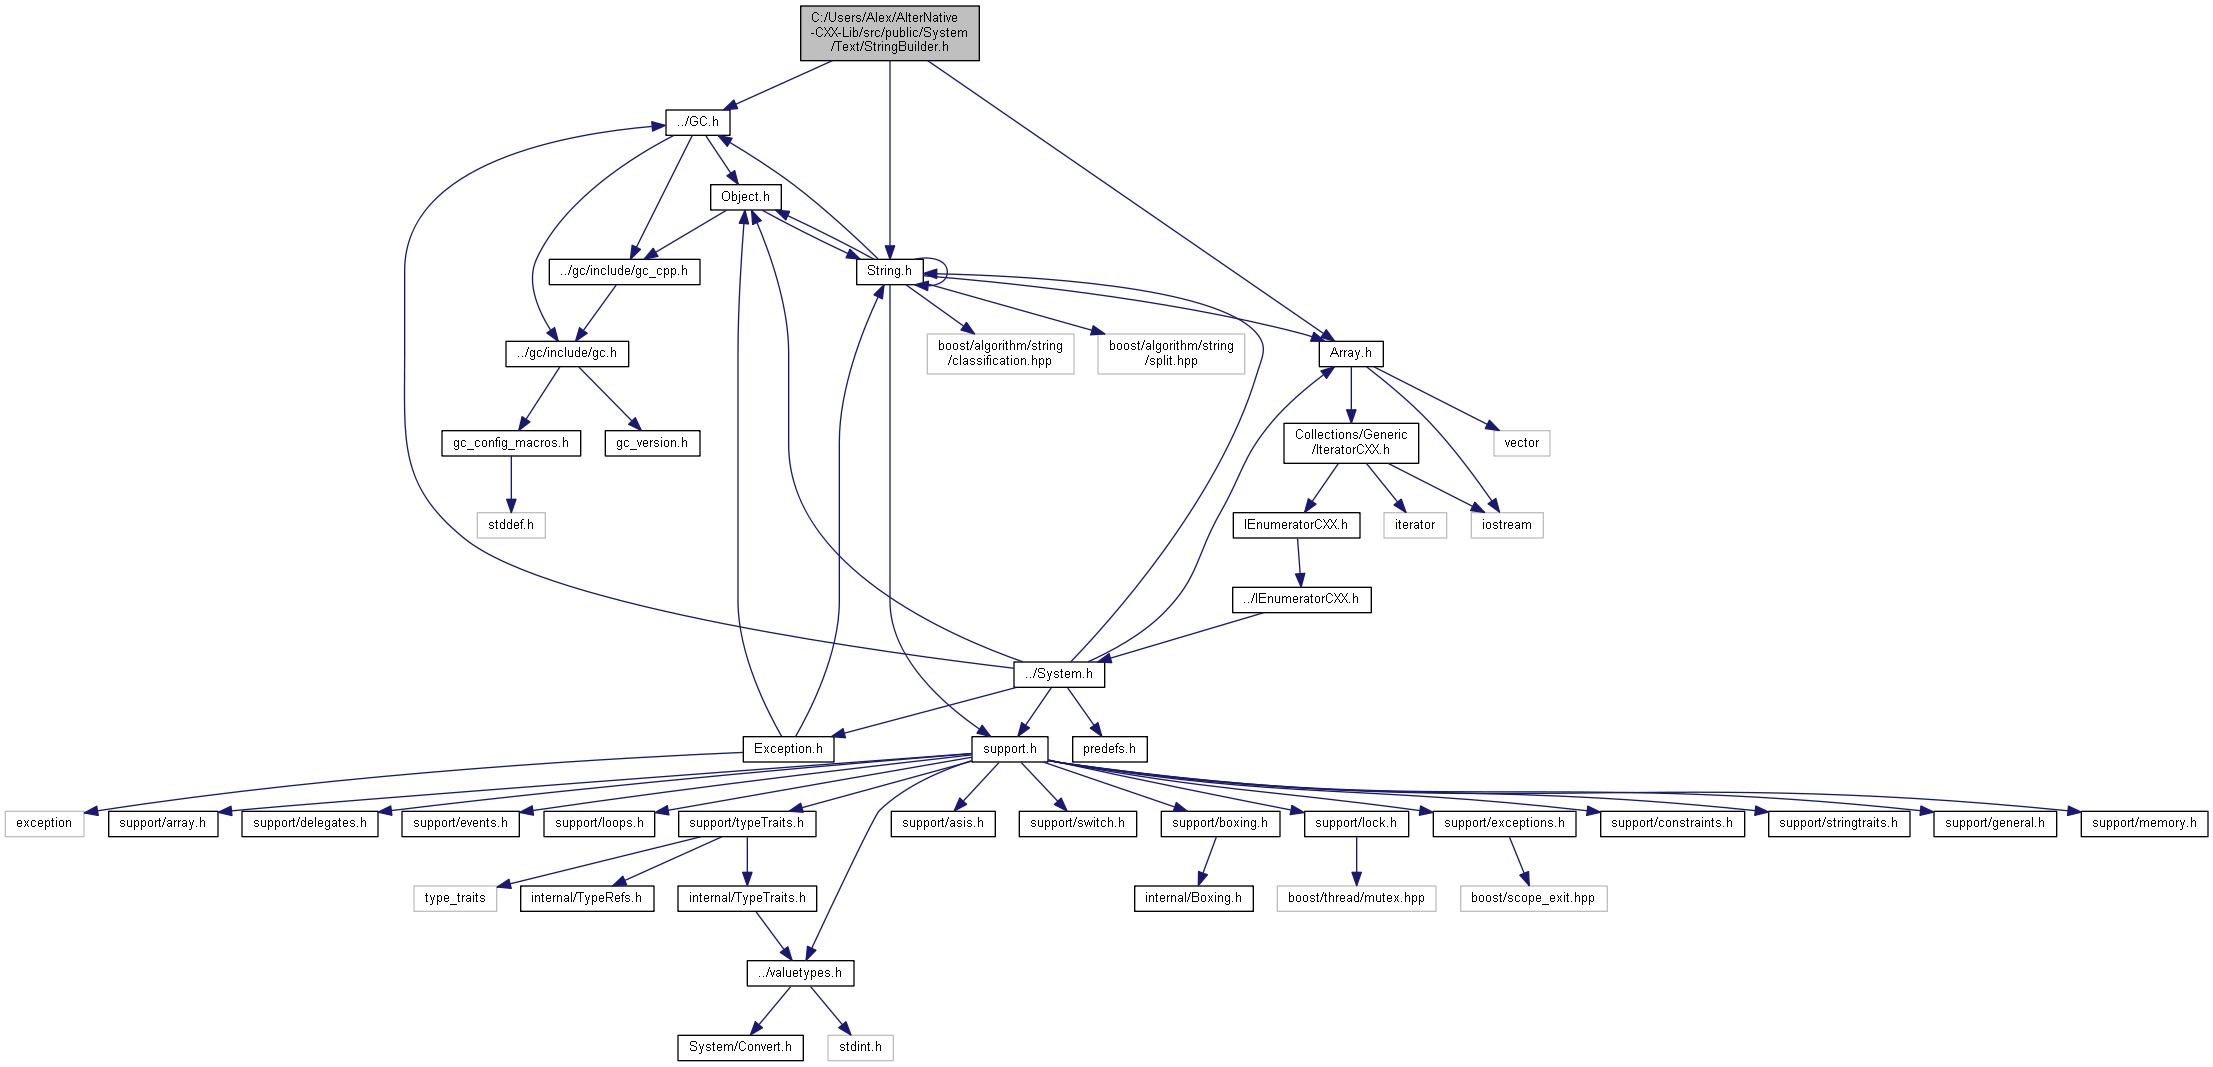 C:/Users/Alex/AlterNative
-CXX-Lib/src/public/System
/Text/StringBuilder.h
../GC.h
Object.h
../gc/include/gc_cpp.h
String.h
boost/algorithm/string
/classification.hpp
boost/algorithm/string
/split.hpp
../gc/include/gc.h
Array.h
gc_config_macros.h
gc_version.h
Collections/Generic
/IteratorCXX.h
vector
stddef.h
IEnumeratorCXX.h
iterator
iostream
../IEnumeratorCXX.h
../System.h
Exception.h
support.h
predefs.h
exception
support/array.h
support/delegates.h
support/events.h
support/loops.h
support/typeTraits.h
support/asis.h
support/switch.h
support/boxing.h
support/lock.h
support/exceptions.h
support/constraints.h
support/stringtraits.h
support/general.h
support/memory.h
type_traits
internal/TypeRefs.h
internal/TypeTraits.h
internal/Boxing.h
boost/thread/mutex.hpp
boost/scope_exit.hpp
../valuetypes.h
System/Convert.h
stdint.h